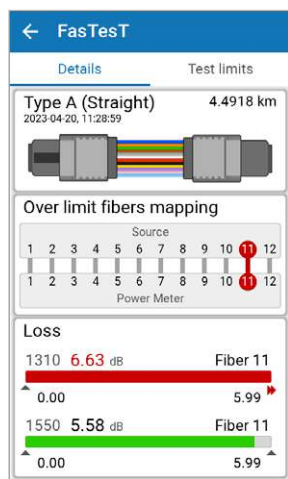 FasTesT
Details Test limits
Type A (Straight) 4.4918 km
2023-04-20, 11:28:59
Over limit fibers mapping
Source
1 2 3 4 5 6 7 8 9 10 11 12
1 2 3 4 5 6 7 8 9 10 11 12
Power Meter
Loss
1310 6.63 dB Fiber 11
0.00 5.99
1550 5.58 dB Fiber 11
0.00 5.99